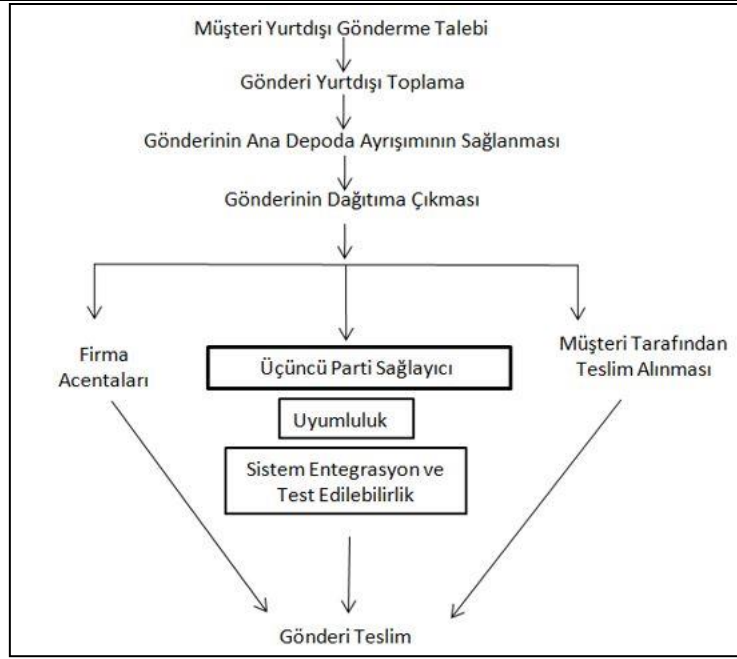 Müşteri Yurtdışı Gönderme Talebi
Gönderi Yurtdışı Toplama
Gönderinin Ana Depoda Ayrışımının Sağlanması
Gönderinin Dağıtıma Çıkması
Firma
Acentaları
Üçüncü Parti Sağlayıcı
Uyumluluk
Sistem Entegrasyon ve
Test Edilebilirlik
Müşteri Tarafından
Teslim Alınması
Gönderi Teslim